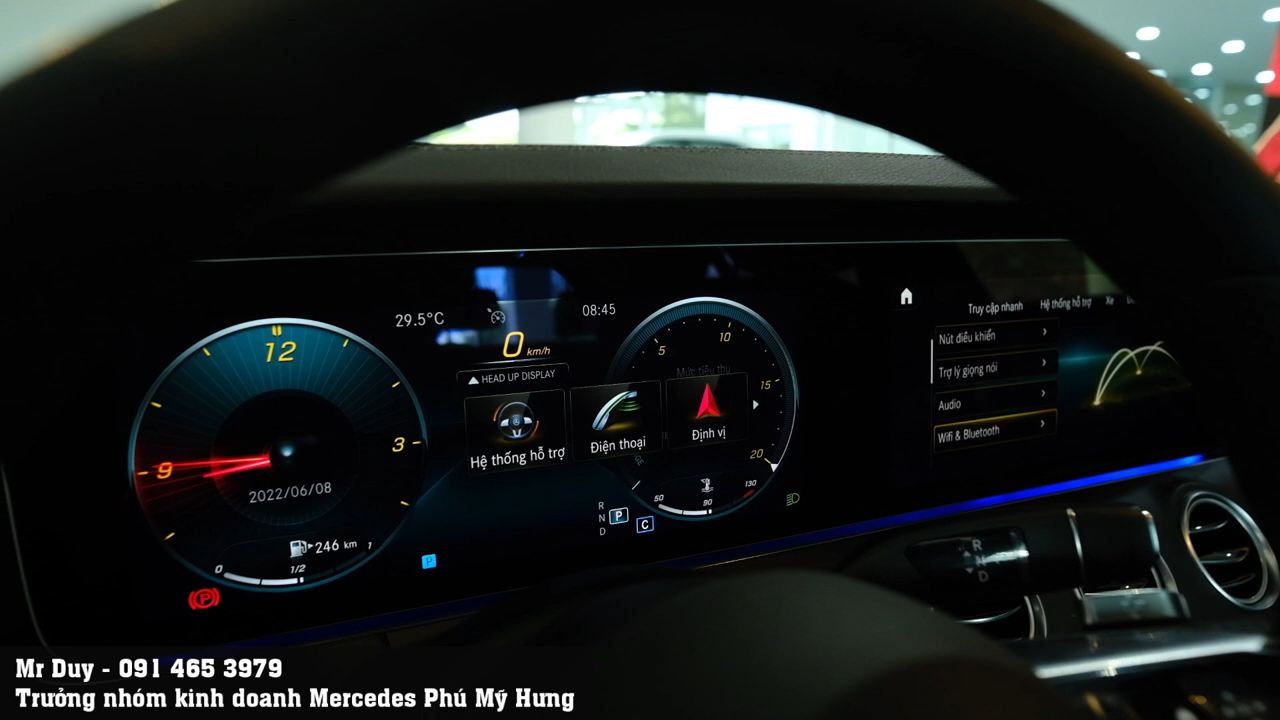 29.5°C
08:45
0 km/h
HEAD UP DISPLAY
Hệ thống hỗ trợ
Điện thoại
Định vị
Mức tiêu thụ
12
3
9
2022/06/08
246 km
0
1/2
1
5
10
15
20
50
90
130
R
N
P
D
C
P
P
Truy cập nhanh
Hệ thống hỗ trợ
Xe
Nút điều khiển
Trợ lý giọng nói
Audio
Wifi & Bluetooth
R
N
D
Mr Duy - 091 465 3979
Trưởng nhóm kinh doanh Mercedes Phú Mỹ Hưng